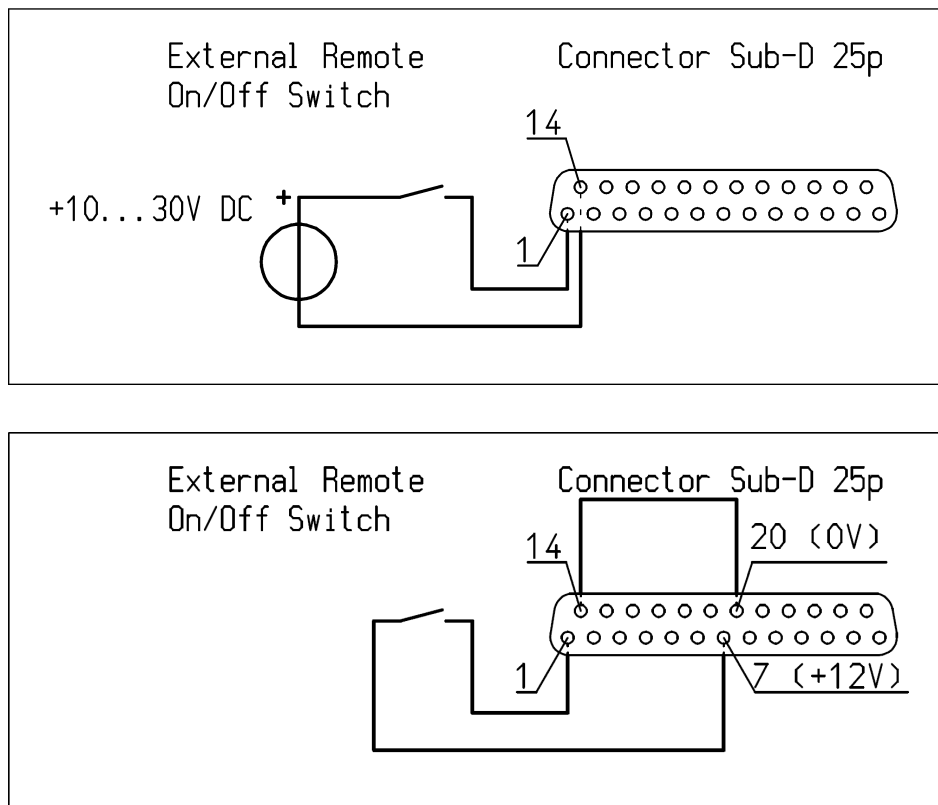 External Remote
On/Off Switch
Connector Sub-D 25p
14
+10...30V DC
+
1
External Remote
On/Off Switch
Connector Sub-D 25p
20 (0V)
14
1
7 (+12V)